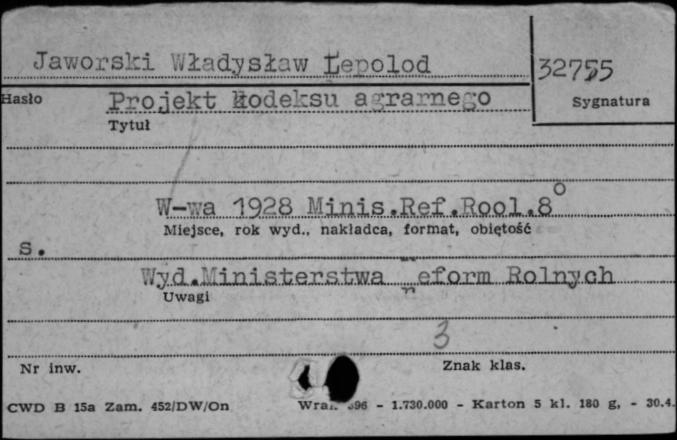 Jaworski Władysław Łepolod
32755
Hasło
Projekt kodeksu agrarnego
Sygnatura
Tytuł
W-wa 1928 Minis.Ref.Rool.8°
Miejsce, rok wyd., nakładca, format, objętość
s.
Wyd.Ministerstwa eform Rolnych
Uwagi
3
Nr inw.
Znak klas.
CWD B 15a Zam. 452/DW/On
– 1.730.000 – Karton 5 kl. 180 g. – 30.4.